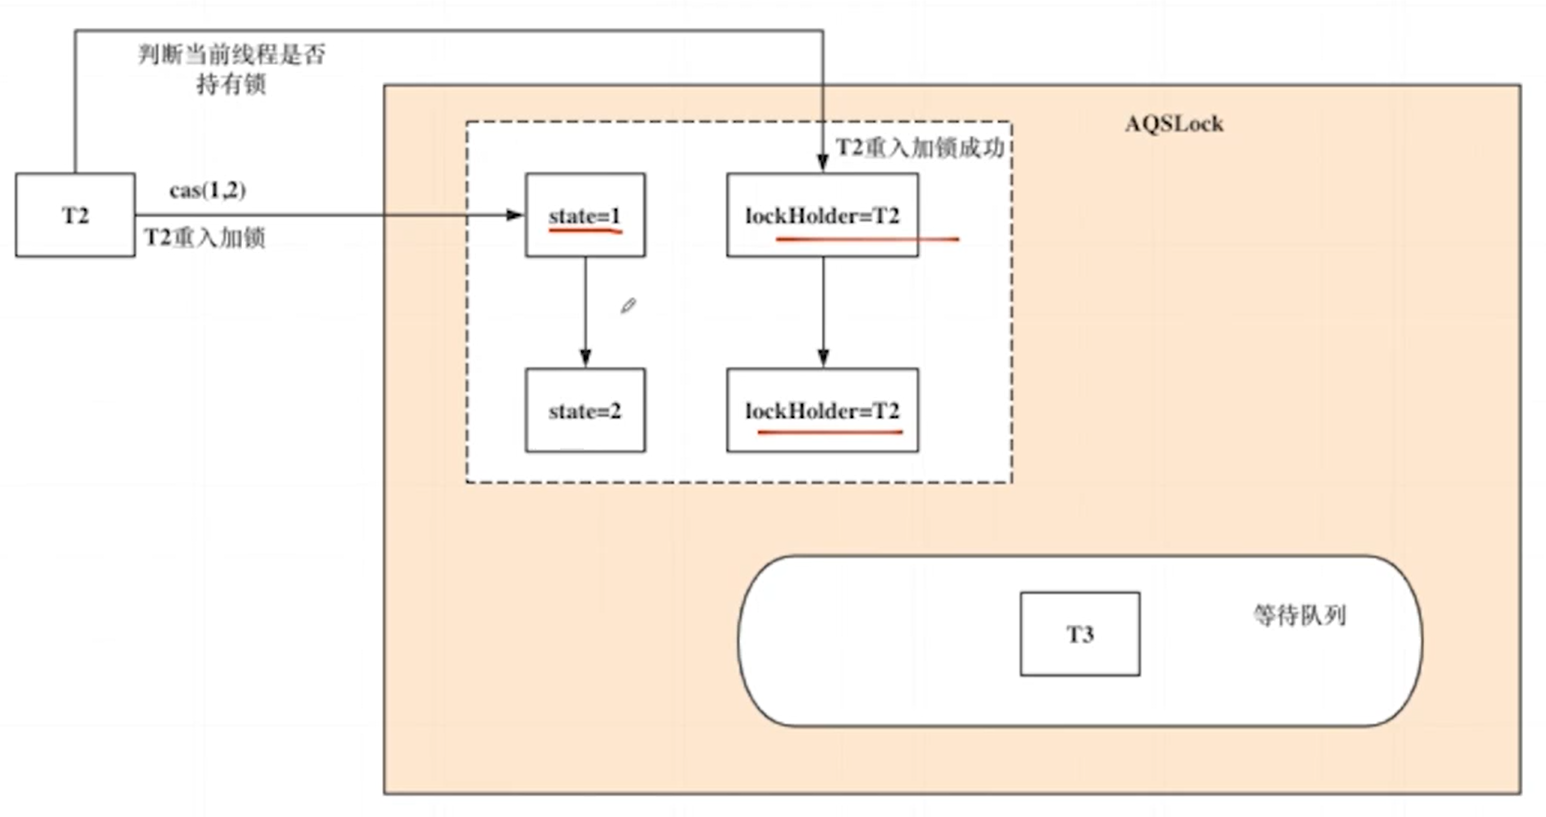 判断当前线程是否
持有锁
AQSLock
T2重入加锁成功
T2
cas(1,2)
T2重入加锁
state=1
lockHolder=T2
state=2
lockHolder=T2
T3
等待队列